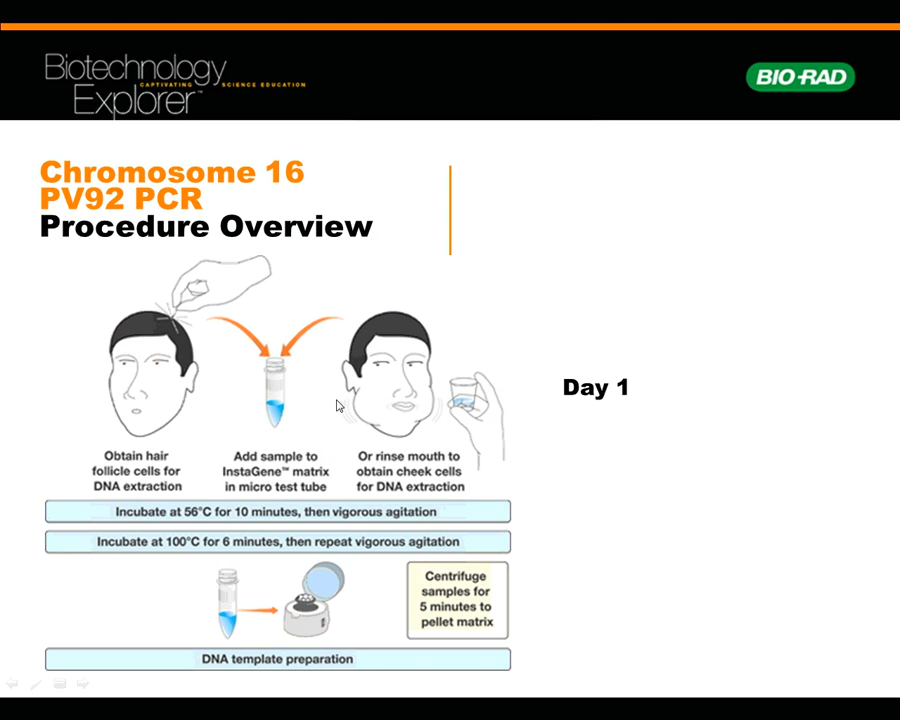 Biotechnology
CAPTIVATING SCIENCE EDUCATION
Explorer™
BIO-RAD
Chromosome 16
PV92 PCR
Procedure Overview
Day 1
Obtain hair
follicle cells for
DNA extraction
Add sample to
InstaGene™ matrix
in micro test tube
Or rinse mouth to
obtain cheek cells
for DNA extraction
Incubate at 56°C for 10 minutes, then vigorous agitation
Incubate at 100°C for 6 minutes, then repeat vigorous agitation
Centrifuge
samples for
5 minutes to
pellet matrix
DNA template preparation